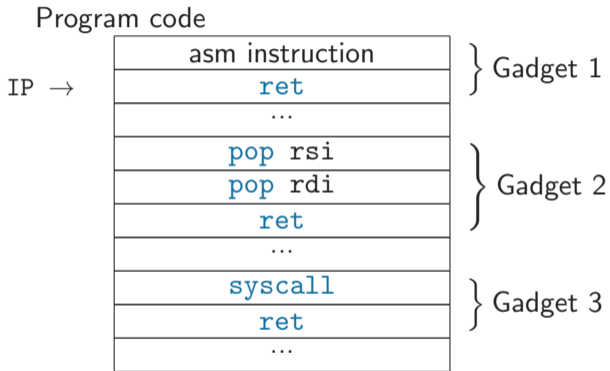 Program code
asm instruction
Gadget 1
IP →
ret
...
pop rsi
pop rdi
Gadget 2
ret
...
syscall
Gadget 3
ret
...